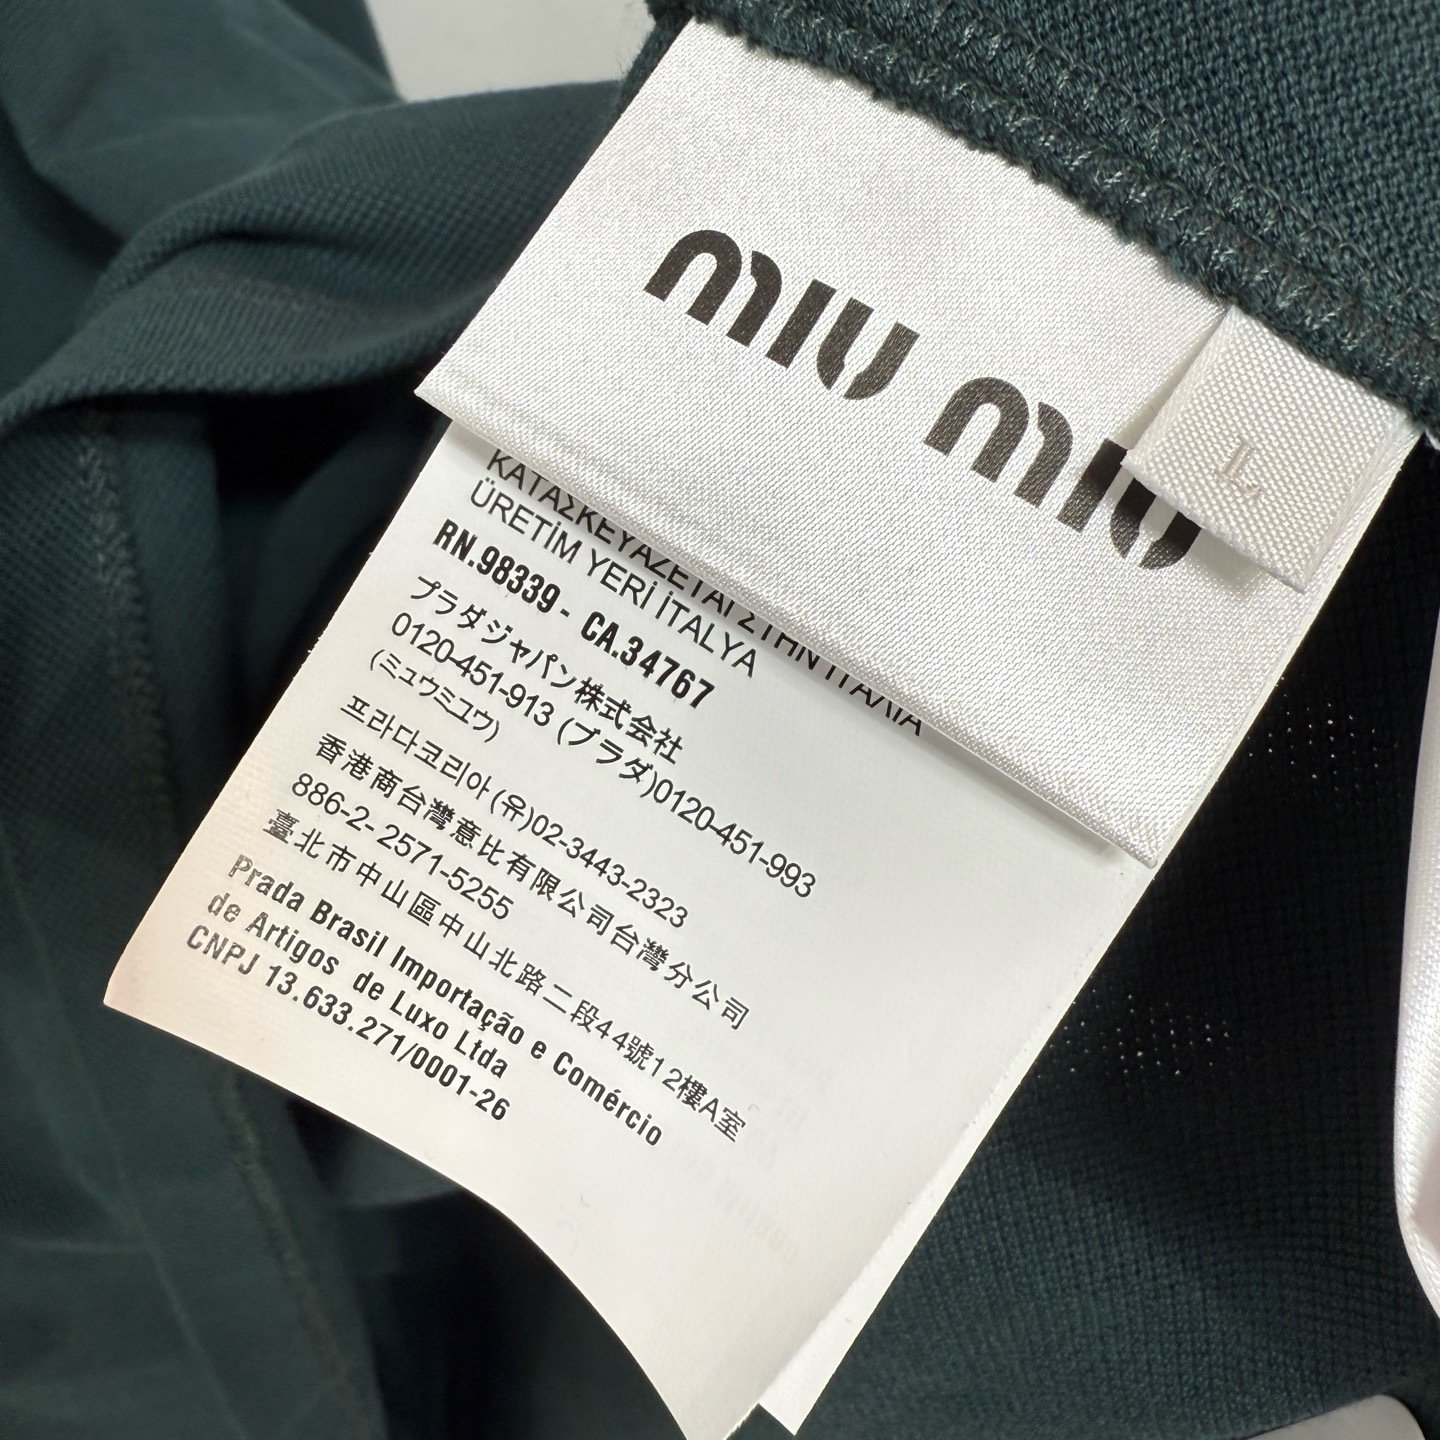 miu miu
L
ΚΑΤΑΣΚΕΥΑΖΕΤΑΙ ΣΤΗΝ ΙΤΑΛΙΑ
ÜRETİM YERİ İTALYA
RN.98339 - CA.34767
プラダジャパン株式会社
0120-451-913 (プラダ)0120-451-993
(ミュウミュウ)
프라다코리아(유)02-3443-2323
香港商台灣意比有限公司台灣分公司
886-2- 2571-5255
臺北市中山區中山北路二段44號12樓A室
Prada Brasil Importação e Comércio
de Artigos de Luxo Ltda
CNPJ 13.633.271/0001-26